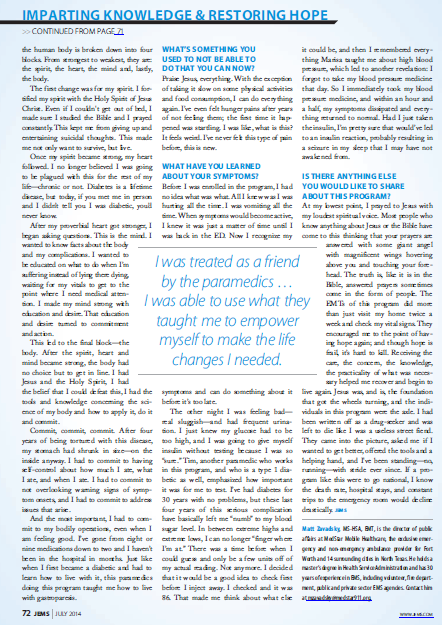 IMPARTING KNOWLEDGE & RESTORING HOPE
>> CONTINUED FROM PAGE 71
the human body is broken down into four
blocks. From strongest to weakest, they are:
the spirit, the heart, the mind and, lastly,
the body.
The first change was for my spirit. I for-
tified my spirit with the Holy Spirit of Jesus
Christ. Even if I couldn't get out of bed, I
made sure I studied the Bible and I prayed
constantly. This kept me from giving up and
entertaining suicidal thoughts. This made
me not only want to survive, but live.
Once my spirit became strong, my heart
followed. I no longer believed I was going
to be plagued with this for the rest of my
life—chronic or not. Diabetes is a lifetime
disease, but today, if you met me in person
and I didn't tell you I was diabetic, you'd
never know.
After my proverbial heart got stronger, I
began asking questions. This is the mind. I
wanted to know facts about the body
and my complications. I wanted to
be educated on what to do when I'm
suffering instead of lying there dying,
waiting for my vitals to get to the
point where I need medical atten-
tion. I made my mind strong with
education and desire. That education
and desire turned to commitment
and action.
This led to the final block—the
body. After the spirit, heart and
mind became strong, the body had
no choice but to get in line. I had
Jesus and the Holy Spirit, I had
the belief that I could defeat this, I had the
tools and knowledge concerning the sci-
ence of my body and how to apply it, do it
and commit.
Commit, commit, commit. After four
years of being tortured with this disease,
my stomach had shrunk in size—on the
inside anyway. I had to commit to having
self-control about how much I ate, what
I ate, and when I ate. I had to commit to
not overlooking warning signs of symp-
tom onsets, and I had to commit to address
issues that arise.
And the most important, I had to com-
mit to my bodily operations, even when I
am feeling good. I've gone from eight or
nine medications down to two and I haven't
been in the hospital in months. Just like
when I first became a diabetic and had to
learn how to live with it, this paramedics
doing this program taught me how to live
with gastroparesis.
WHAT'S SOMETHING YOU
USED TO NOT BE ABLE TO
DO THAT YOU CAN NOW?
Praise Jesus, everything. With the exception
of taking it slow on some physical activities
and food consumption, I can do everything
again. I've even felt hunger pains after years
of not feeling them; the first time it hap-
pened was startling. I was like, what is this?
It feels weird. I've never felt this type of pain
before, this is new.
WHAT HAVE YOU LEARNED
ABOUT YOUR SYMPTOMS?
Before I was enrolled in the program, I had
no idea what was what. All I knew was I was
hurting all the time. I was vomiting all the
time. When symptoms would become active,
I knew it was just a matter of time until I
was back in the ED. Now I recognize my
I was treated as a friend
by the paramedics …
I was able to use what they
taught me to empower
myself to make the life
changes I needed.
symptoms and can do something about it
before it's too late.
The other night I was feeling bad—
real sluggish—and had frequent urina-
tion. I just knew my glucose had to be
too high, and I was going to give myself
insulin without testing because I was so
"sure." Tim, another paramedic who works
in this program, and who is a type 1 dia-
betic as well, emphasized how important
it was for me to test. I've had diabetes for
30 years with no problems, but these last
four years of this serious complication
have basically left me "numb" to my blood
sugar level. In between extreme highs and
extreme lows, I can no longer "finger where
I'm at." There was a time before when I
could guess and only be a few units off of
my actual reading. Not anymore. I decided
that it would be a good idea to check first
before I inject away. I checked and it was
86. That made me think about what else
it could be, and then I remembered every-
thing Marissa taught me about high blood
pressure, which led to another revelation: I
forgot to take my blood pressure medicine
that day. So I immediately took my blood
pressure medicine, and within an hour and
a half, my symptoms dissipated and every-
thing returned to normal. Had I just taken
the insulin, I'm pretty sure that would've led
to an insulin reaction, probably resulting in
a seizure in my sleep that I may have not
awakened from.
IS THERE ANYTHING ELSE
YOU WOULD LIKE TO SHARE
ABOUT THIS PROGRAM?
At my lowest point, I prayed to Jesus with
my loudest spiritual voice. Most people who
know anything about Jesus or the Bible have
come to this thinking that your prayers are
answered with some giant angel
with magnificent wings hovering
above you and touching your fore-
head. The truth is, like it is in the
Bible, answered prayers sometimes
come in the form of people. The
EMTs of this program did more
than just visit my home twice a
week and check my vital signs. They
encouraged me to the point of hav-
ing hope again; and though hope is
frail, it's hard to kill. Receiving the
care, the concern, the knowledge,
the practicality of what was neces-
sary helped me recover and begin to
live again. Jesus was, and is, the foundation
that got the wheels turning, and the indi-
viduals in this program were the axle. I had
been written off as a drug-seeker and was
left to die like I was a useless street fiend.
They came into the picture, asked me if I
wanted to get better, offered the tools and a
helping hand, and I've been standing—no,
running—with stride ever since. If a pro-
gram like this were to go national, I know
the death rate, hospital stays, and constant
trips to the emergency room would decline
drastically. JEMS
Matt Zavadsky, MS-HSA, EMT, is the director of public
affairs at MedStar Mobile Healthcare, the exclusive emer-
gency and non-emergency ambulance provider for Fort
Worth and 14 surrounding cities in North Texas. He holds a
master's degree in Health Service Administration and has 30
years of experience in EMS, including volunteer, fire depart-
ment, public and private sector EMS agencies. Contact him
at mzavadsky@medstar911.org.
72 JEMS | JULY 2014
WWW.JEMS.COM